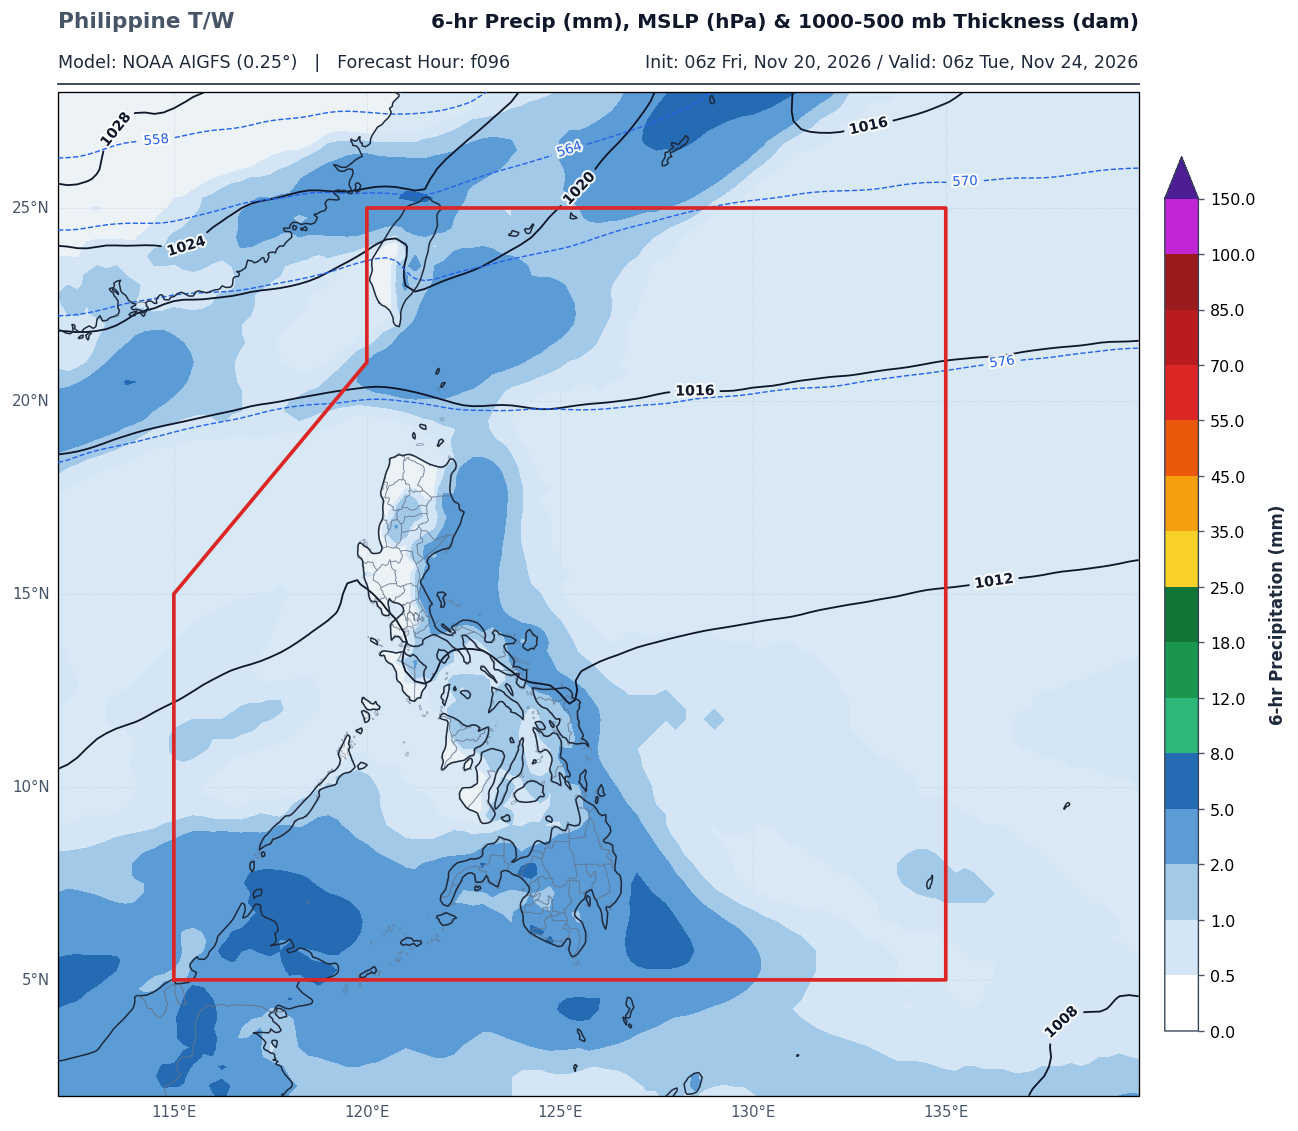 Philippine T/W
6-hr Precip (mm), MSLP (hPa) & 1000-500 mb Thickness (dam)
Model: NOAA AIGFS (0.25°)   |   Forecast Hour: f096
Init: 06z Fri, Nov 20, 2026 / Valid: 06z Tue, Nov 24, 2026
1028
558
564
1016
1020
570
1024
576
1016
1012
1008
25°N
20°N
15°N
10°N
5°N
115°E
120°E
125°E
130°E
135°E
150.0
100.0
85.0
70.0
55.0
45.0
35.0
25.0
18.0
12.0
8.0
5.0
2.0
1.0
0.5
0.0
6-hr Precipitation (mm)